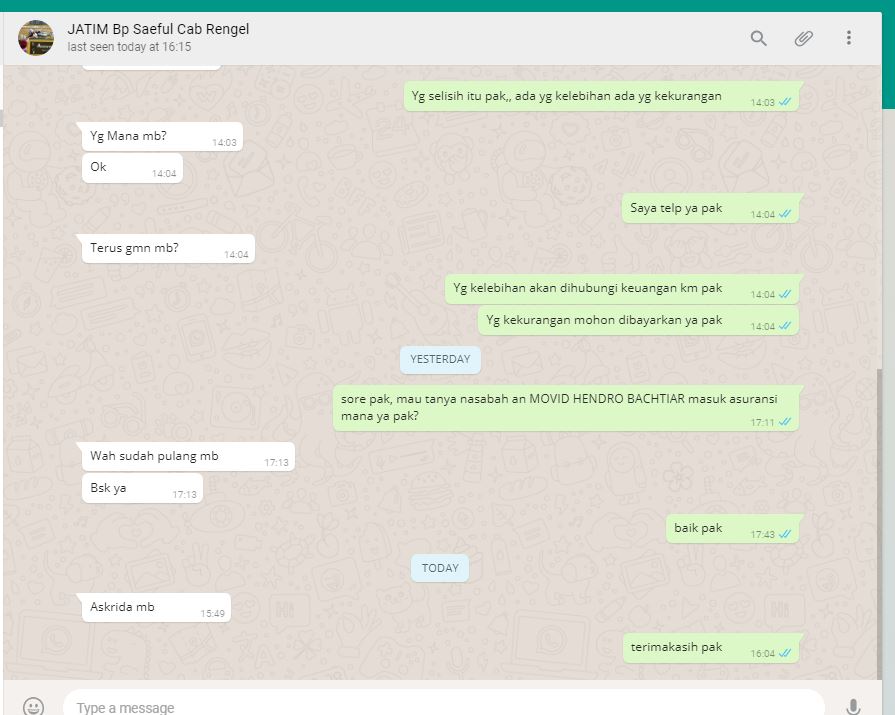 JATIM Bp Saeful Cab Rengel
last seen today at 16:15
Yg selisih itu pak,, ada yg kelebihan ada yg kekurangan
14:03
Yg Mana mb?
14:03
Ok
14:04
Saya telp ya pak
14:04
Terus gmn mb?
14:04
Yg kelebihan akan dihubungi keuangan km pak
14:04
Yg kekurangan mohon dibayarkan ya pak
14:04
YESTERDAY
sore pak, mau tanya nasabah an MOVID HENDRO BACHTIAR masuk asuransi
mana ya pak?
17:11
Wah sudah pulang mb
17:13
Bsk ya
17:13
baik pak
17:43
TODAY
Askrida mb
15:49
terimakasih pak
16:04
Type a message